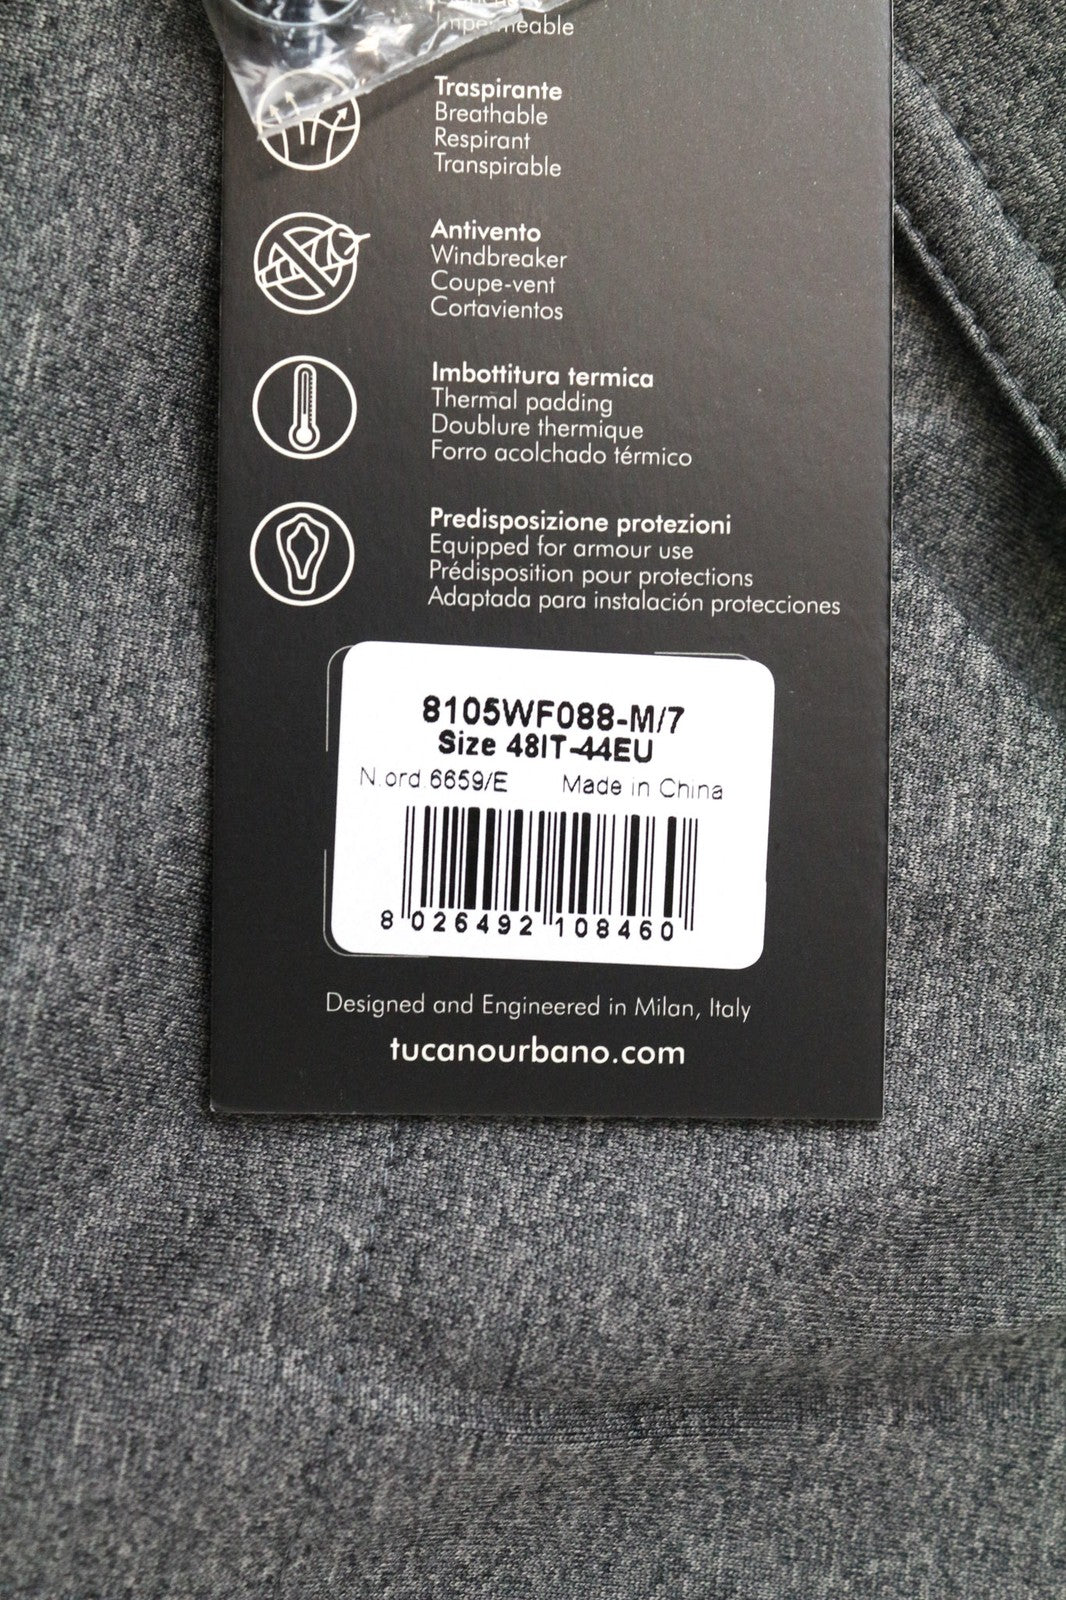 Impermeable
Traspirante
Breathable
Respirant
Transpirable
Antivento
Windbreaker
Coupe-vent
Cortavientos
Imbottitura termica
Thermal padding
Doublure thermique
Forro acolchado térmico
Predisposizione protezioni
Equipped for armour use
Prédisposition pour protections
Adaptada para instalación protecciones
8105WF088-M/7
Size 48IT-44EU
N.ord.6659/E Made in China
8 026492 108460
Designed and Engineered in Milan, Italy
tucanourbano.com